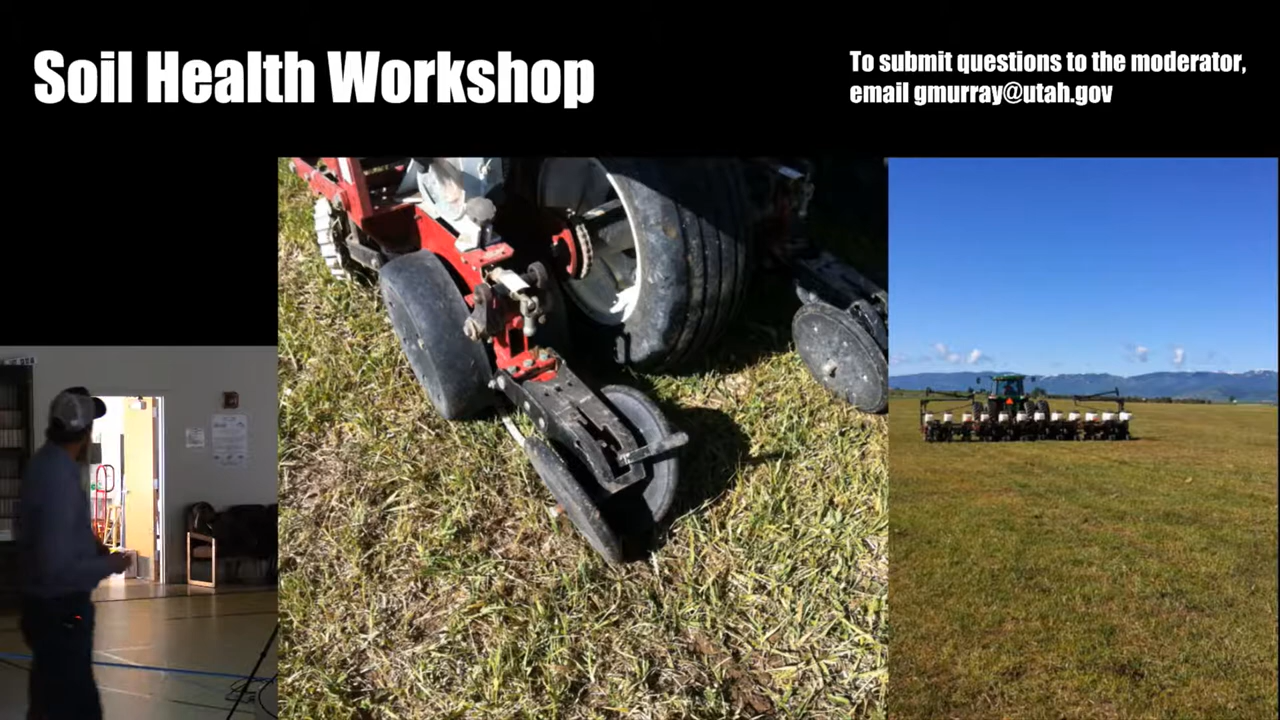 Soil Health Workshop
To submit questions to the moderator,
email gmurray@utah.gov